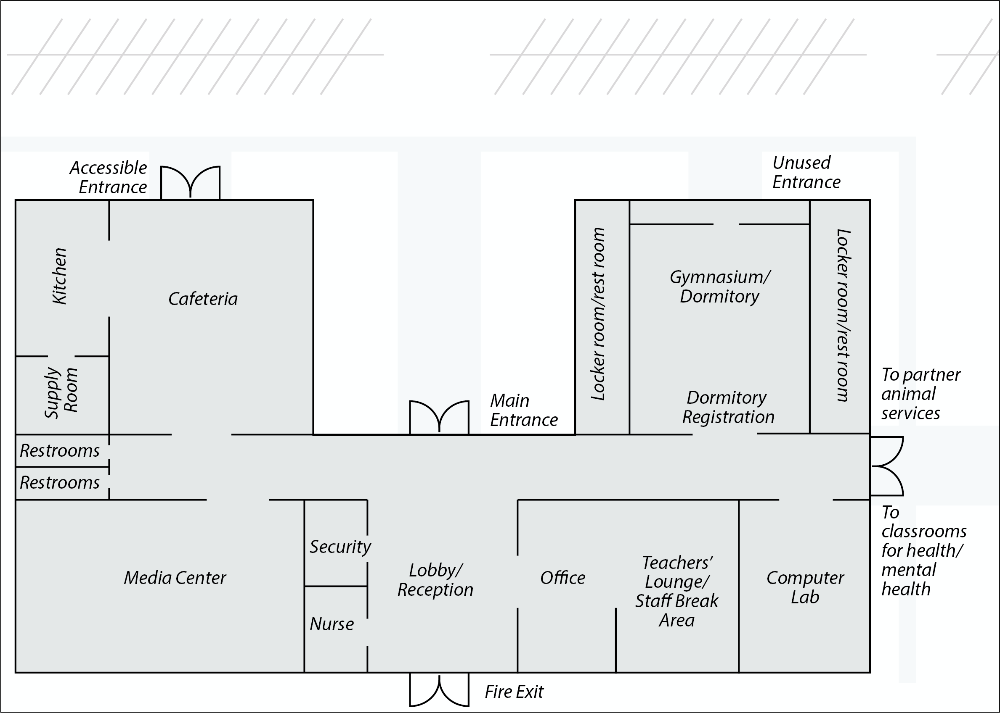 Accessible
Entrance
Unused
Entrance
Kitchen
Cafeteria
Locker room/rest room
Gymnasium/
Dormitory
Locker room/rest room
Supply
Room
Main
Entrance
Dormitory
Registration
To partner
animal
services
Restrooms
Restrooms
Security
Media Center
Nurse
Lobby/
Reception
Office
Teachers’
Lounge/
Staff Break
Area
Computer
Lab
To
classrooms
for health/
mental
health
Fire Exit